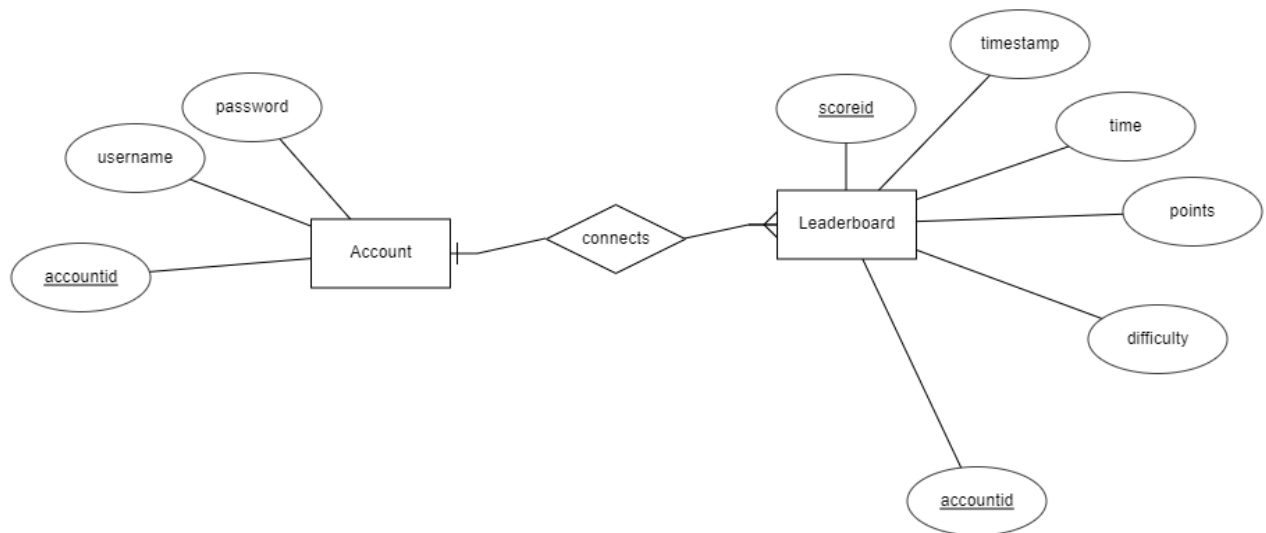 timestamp
password
scoreid
time
username
points
Leaderboard
connects
Account
accountid
difficulty
accountid